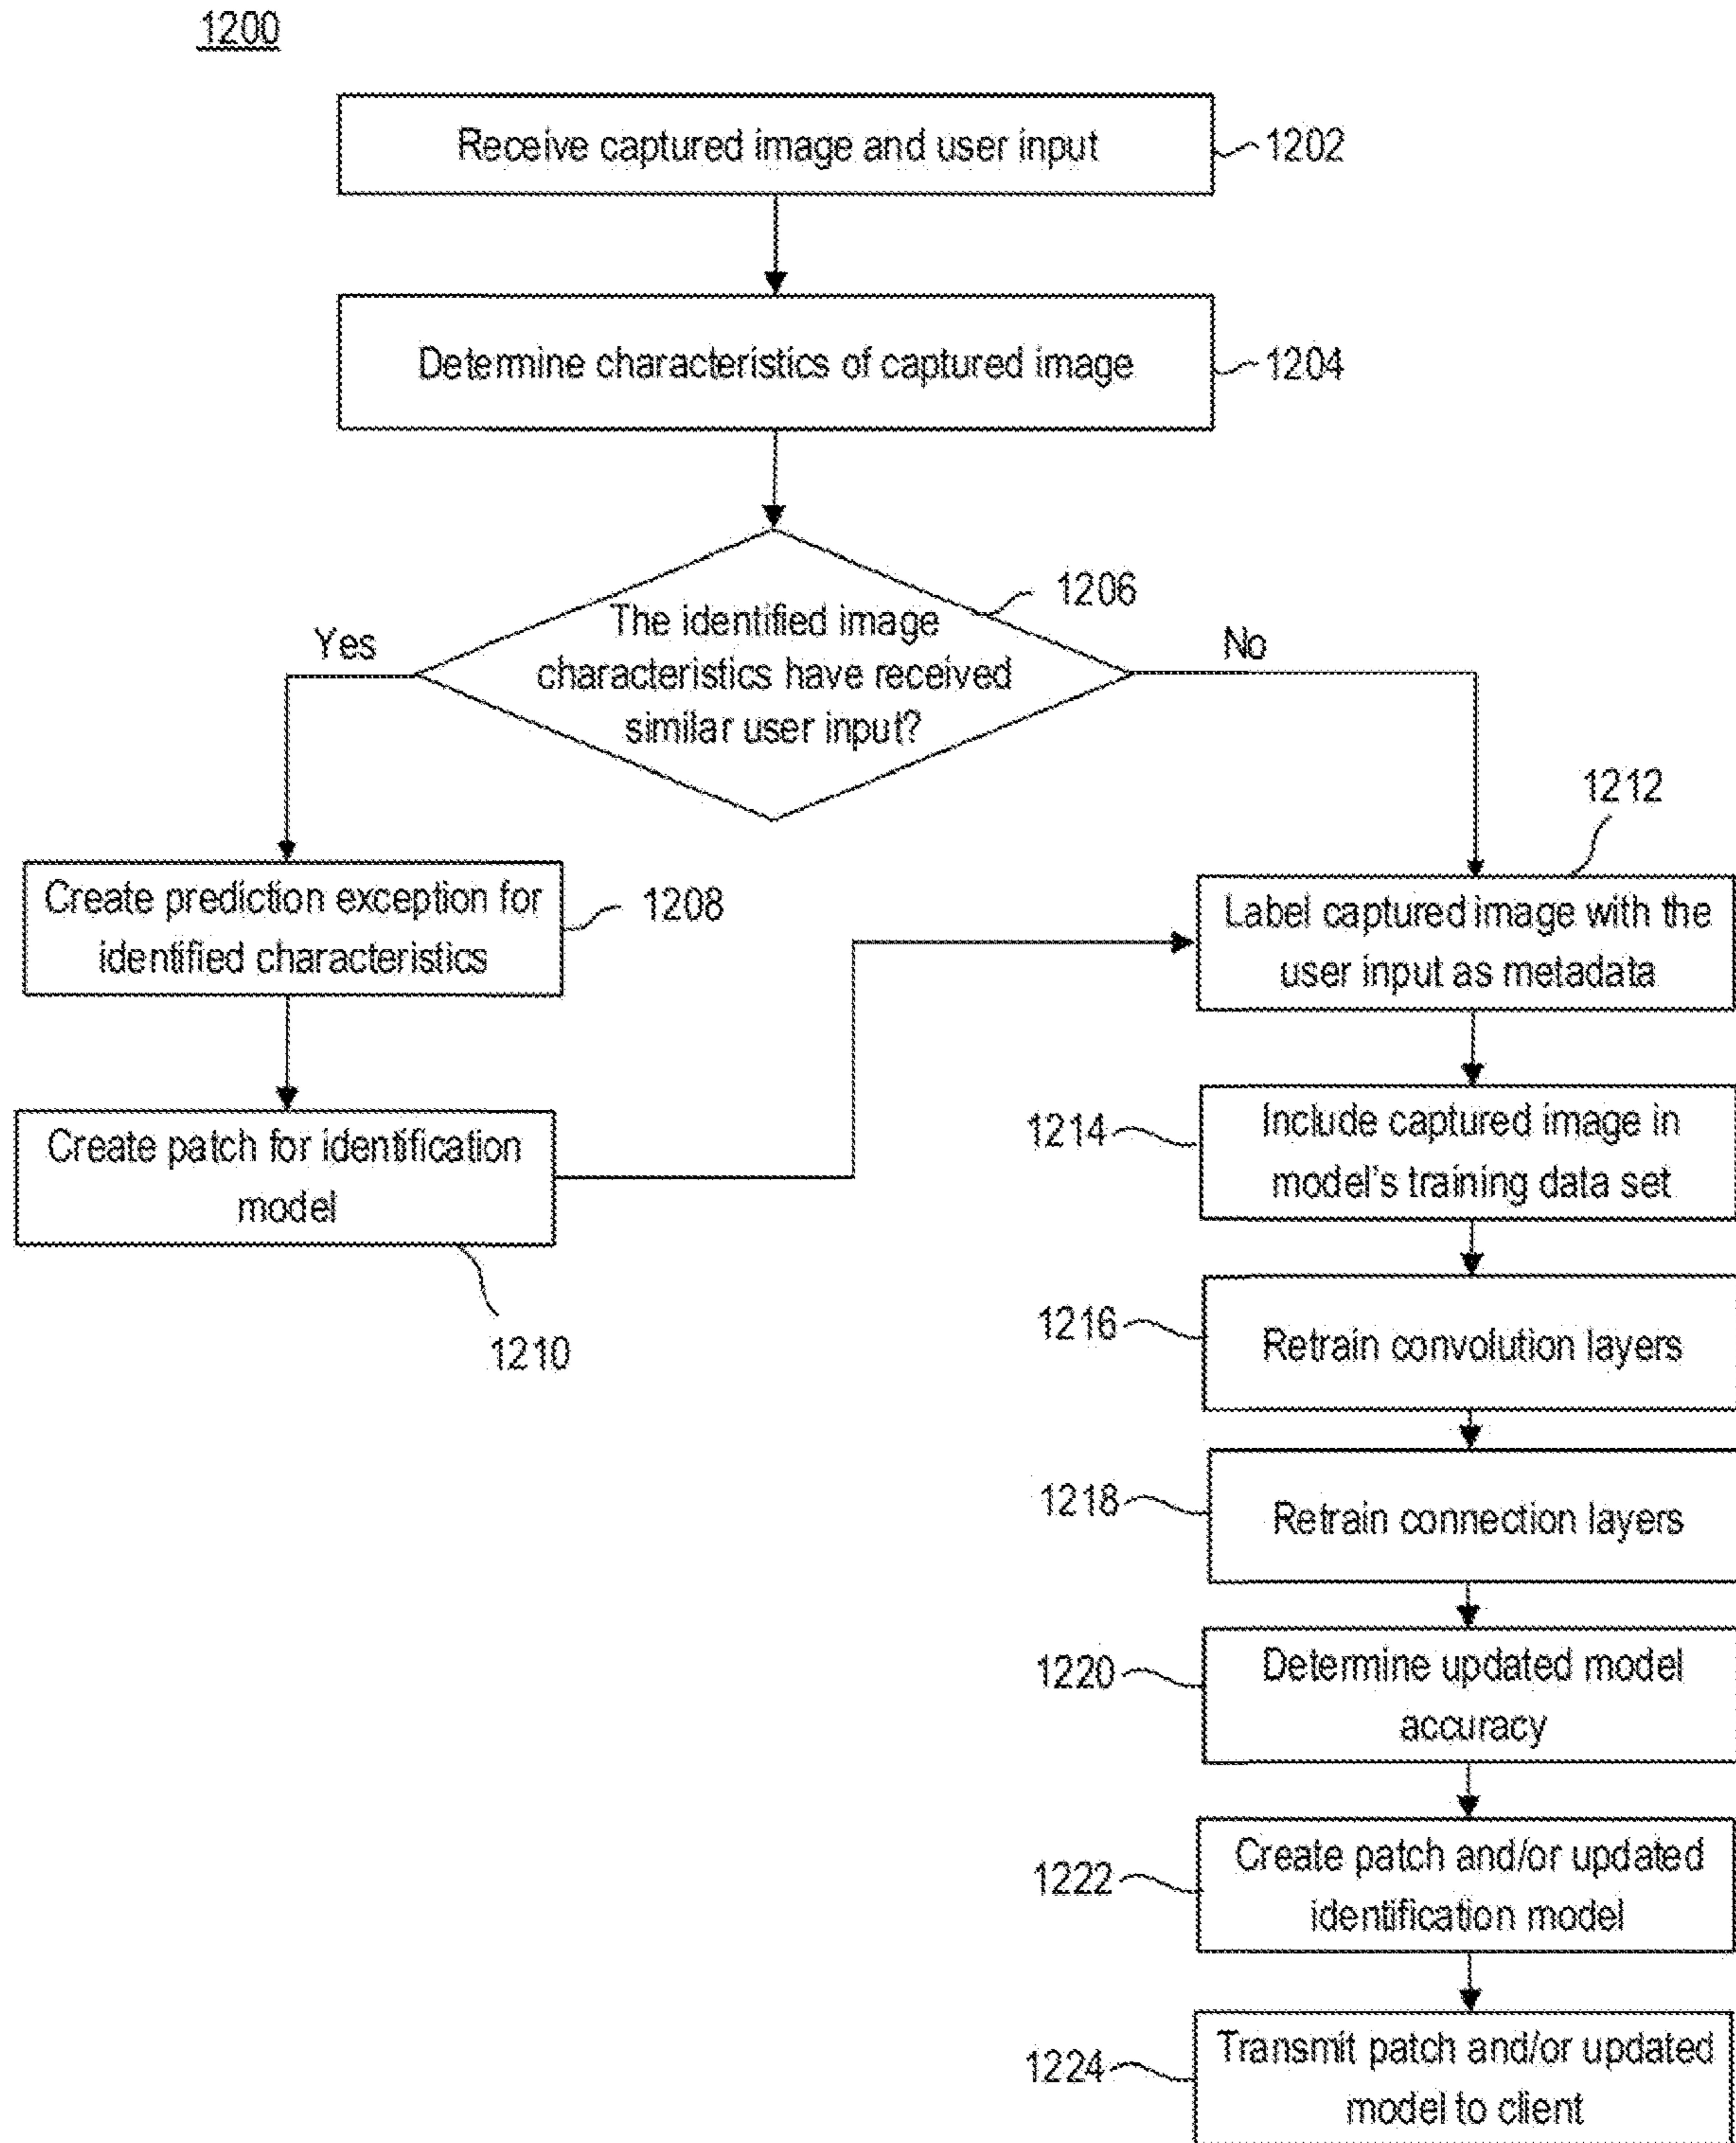 1200
Receive captured image and user input
1202
Determine characteristics of captured image
1204
1206
The identified image
characteristics have received
similar user input?
Yes
No
Create prediction exception for
identified characteristics
1208
Create patch for identification
model
1210
1212
Label captured image with the
user input as metadata
1214
Include captured image in
model's training data set
1216
Retrain convolution layers
1218
Retrain connection layers
1220
Determine updated model
accuracy
1222
Create patch and/or updated
identification model
1224
Transmit patch and/or updated
model to client